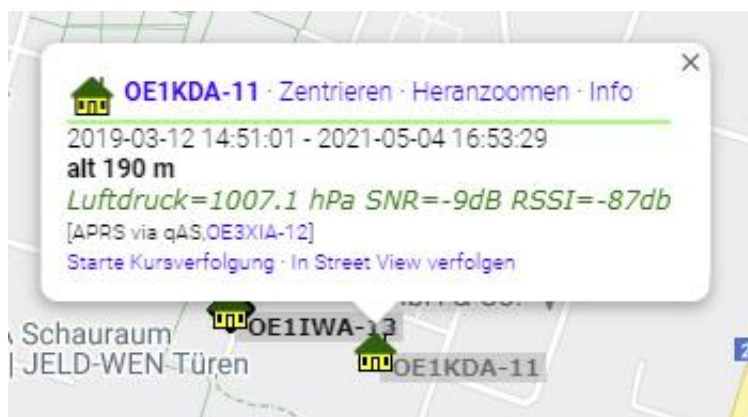 OE1KDA-11 · Zentrieren · Heranzoomen · Info
2019-03-12 14:51:01 - 2021-05-04 16:53:29
alt 190 m
Luftdruck=1007.1 hPa SNR=-9dB RSSI=-87db
[APRS via qAS,OE3XIA-12]
Starte Kursverfolgung · In Street View verfolgen
& Co.
OE1IWA-13
Schauraum
JELD-WEN Türen
OE1KDA-11
2